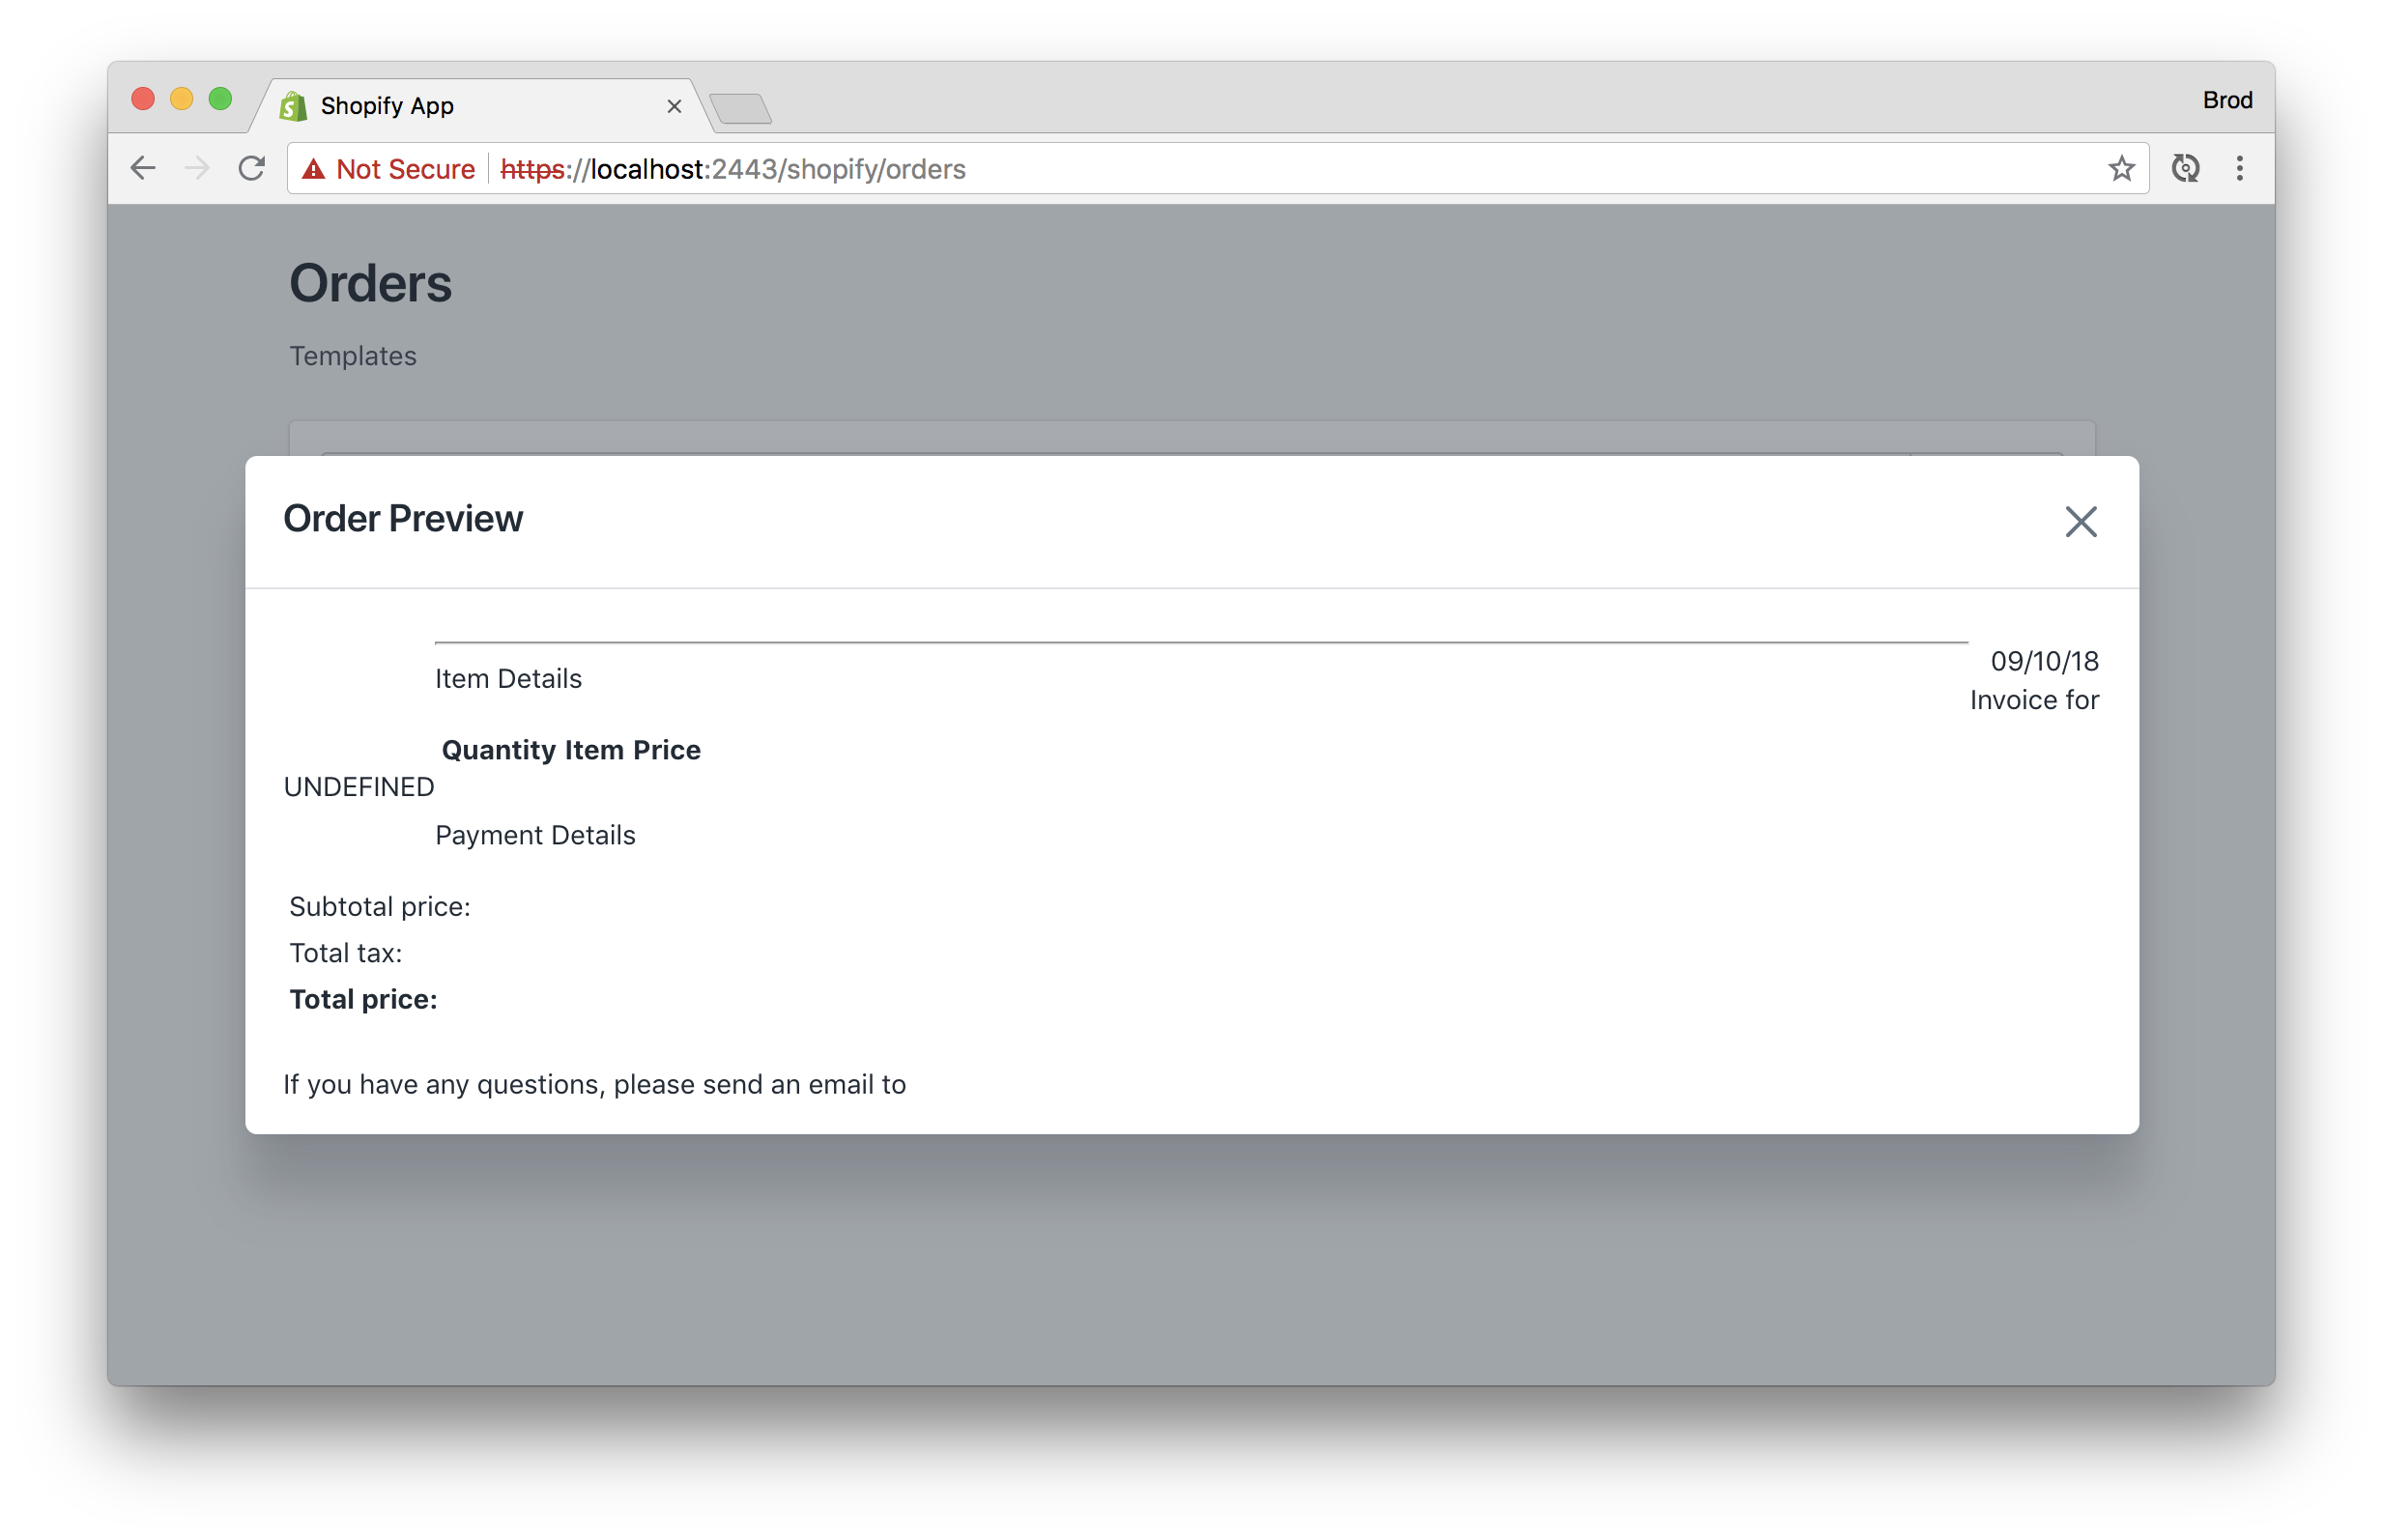 Shopify App
Brod
Not Secure https://localhost:2443/shopify/orders
Orders
Templates
Order Preview
09/10/18
Item Details
Invoice for
Quantity Item Price
UNDEFINED
Payment Details
Subtotal price:
Total tax:
Total price:
If you have any questions, please send an email to